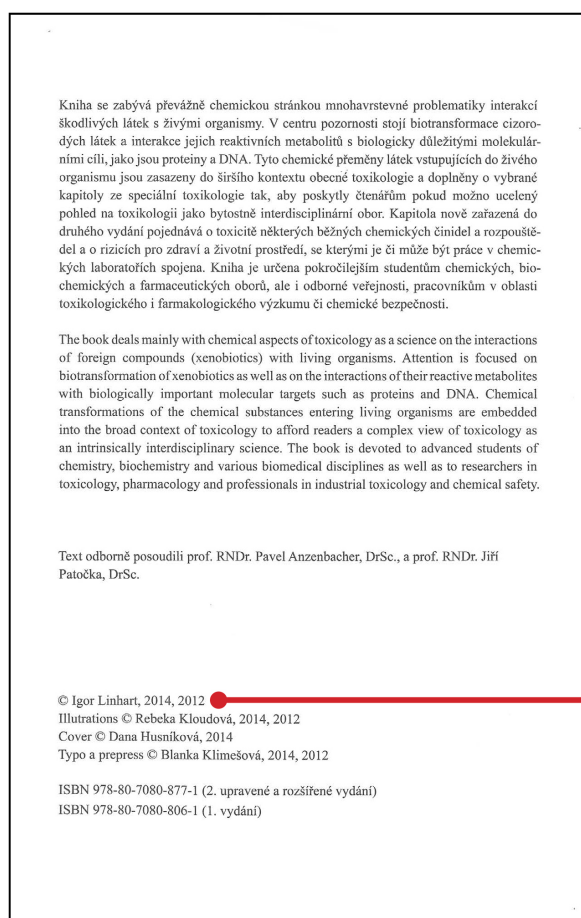 Kniha se zabývá převážně chemickou stránkou mnohavrstevné problematiky interakcí
škodlivých látek s živými organismy. V centru pozornosti stojí biotransformace cizoro-
dých látek a interakce jejich reaktivních metabolitů s biologicky důležitými molekulár-
ními cíli, jako jsou proteiny a DNA. Tyto chemické přeměny látek vstupujících do živého
organismu jsou zasazeny do širšího kontextu obecné toxikologie a doplněny o vybrané
kapitoly ze speciální toxikologie tak, aby poskytly čtenářům pokud možno ucelený
pohled na toxikologii jako bytostně interdisciplinární obor. Kapitola nově zařazená do
druhého vydání pojednává o toxicitě některých běžných chemických činidel a rozpouště-
del a o rizicích pro zdraví a životní prostředí, se kterými je či může být práce v chemic-
kých laboratořích spojena. Kniha je určena pokročilejším studentům chemických, bio-
chemických a farmaceutických oborů, ale i odborné veřejnosti, pracovníkům v oblasti
toxikologického i farmakologického výzkumu či chemické bezpečnosti.
The book deals mainly with chemical aspects of toxicology as a science on the interactions
of foreign compounds (xenobiotics) with living organisms. Attention is focused on
biotransformation of xenobiotics as well as on the interactions of their reactive metabolites
with biologically important molecular targets such as proteins and DNA. Chemical
transformations of the chemical substances entering living organisms are embedded
into the broad context of toxicology to afford readers a complex view of toxicology as
an intrinsically interdisciplinary science. The book is devoted to advanced students of
chemistry, biochemistry and various biomedical disciplines as well as to researchers in
toxicology, pharmacology and professionals in industrial toxicology and chemical safety.
Text odborně posoudili prof. RNDr. Pavel Anzenbacher, DrSc., a prof. RNDr. Jiří
Patočka, DrSc.
© Igor Linhart, 2014, 2012
Illutrations © Rebeka Kloudová, 2014, 2012
Cover © Dana Husníková, 2014
Typo a prepress © Blanka Klimešová, 2014, 2012
ISBN 978-80-7080-877-1 (2. upravené a rozšířené vydání)
ISBN 978-80-7080-806-1 (1. vydání)